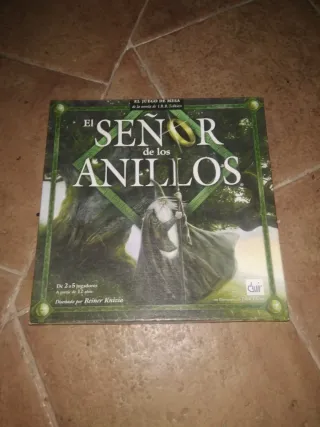 EL JUEGO DE MESA
de la novela de J.R.R. Tolkien
El
SEÑOR
de los
ANILLOS
De 2 a 5 jugadores
a partir de 12 años
Diseñado por Reiner Knizia